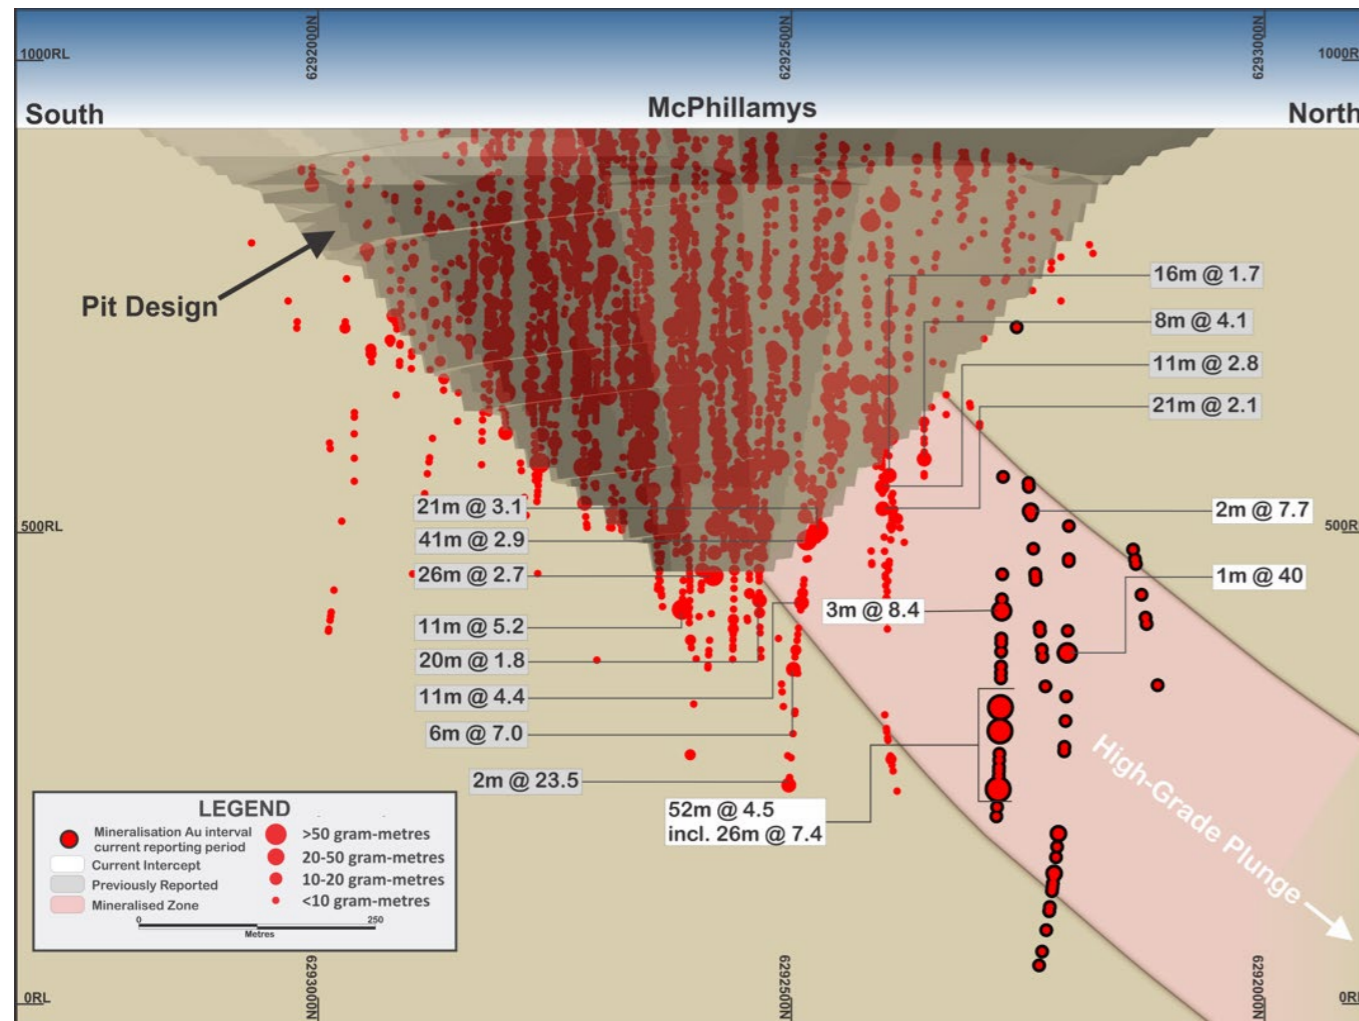 6292000N
6292500N
6293000N
1000RL
1000RL
South
McPhillamys
North
Pit Design
16m @ 1.7
8m @ 4.1
11m @ 2.8
21m @ 2.1
21m @ 3.1
41m @ 2.9
26m @ 2.7
11m @ 5.2
20m @ 1.8
11m @ 4.4
6m @ 7.0
2m @ 23.5
500RL
500RL
2m @ 7.7
1m @ 40
3m @ 8.4
52m @ 4.5
incl. 26m @ 7.4
High-Grade Plunge
LEGEND
Mineralisation Au interval
current reporting period
Current Intercept
Previously Reported
Mineralised Zone
>50 gram-metres
20-50 gram-metres
10-20 gram-metres
<10 gram-metres
0
250
Metres
0RL
0RL
6293000N
6292500N
6292000N